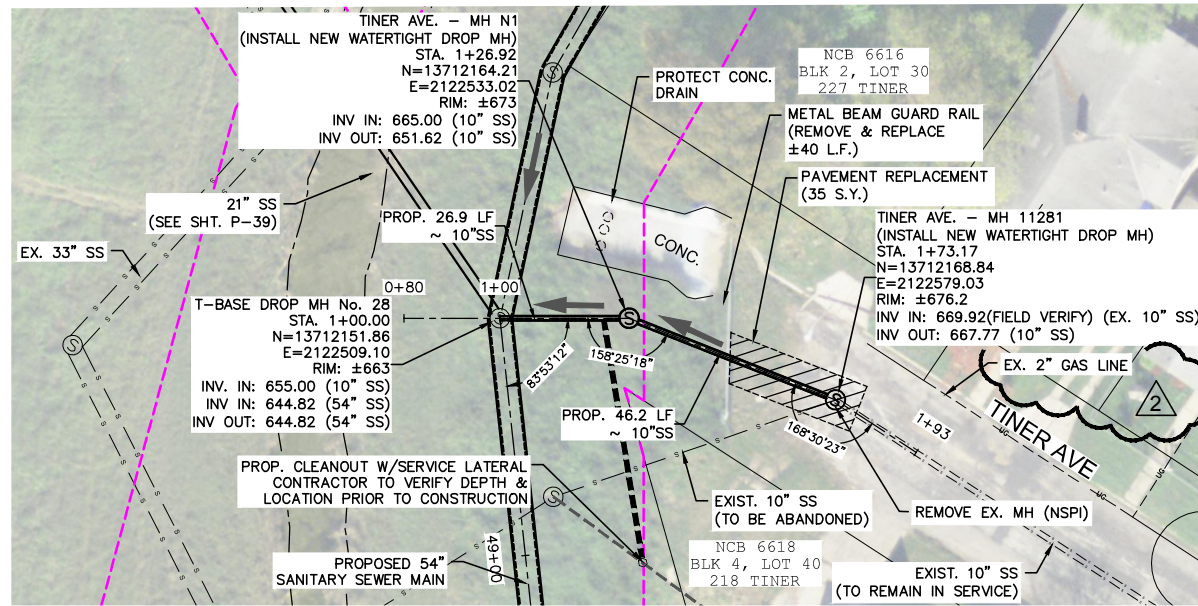 TINER AVE. – MH N1
(INSTALL NEW WATERTIGHT DROP MH)
STA. 1+26.92
N=13712164.21
E=2122533.02
RIM: ±673
INV IN: 665.00 (10" SS)
INV OUT: 651.62 (10" SS)
PROTECT CONC.
DRAIN
NCB 6616
BLK 2, LOT 30
227 TINER
METAL BEAM GUARD RAIL
(REMOVE & REPLACE
±40 L.F.)
PAVEMENT REPLACEMENT
(35 S.Y.)
21" SS
(SEE SHT. P–39)
PROP. 26.9 LF
~ 10"SS
CONC.
EX. 33" SS
TINER AVE. – MH 11281
(INSTALL NEW WATERTIGHT DROP MH)
STA. 1+73.17
N=13712168.84
E=2122579.03
RIM: ±676.2
INV IN: 669.92(FIELD VERIFY) (EX. 10" SS)
INV OUT: 667.77 (10" SS)
0+80
1+00
T–BASE DROP MH No. 28
STA. 1+00.00
N=13712151.86
E=2122509.10
RIM: ±663
INV. IN: 655.00 (10" SS)
INV IN: 644.82 (54" SS)
INV OUT: 644.82 (54" SS)
83°53'12"
158°25'18"
EX. 2" GAS LINE
2
PROP. 46.2 LF
~ 10"SS
168°30'23"
1+93
TINER AVE
PROP. CLEANOUT W/SERVICE LATERAL
CONTRACTOR TO VERIFY DEPTH &
LOCATION PRIOR TO CONSTRUCTION
EXIST. 10" SS
(TO BE ABANDONED)
REMOVE EX. MH (NSPI)
49+00
PROPOSED 54"
SANITARY SEWER MAIN
NCB 6618
BLK 4, LOT 40
218 TINER
EXIST. 10" SS
(TO REMAIN IN SERVICE)
S
S
S
S
S
S
UG
UG
UG